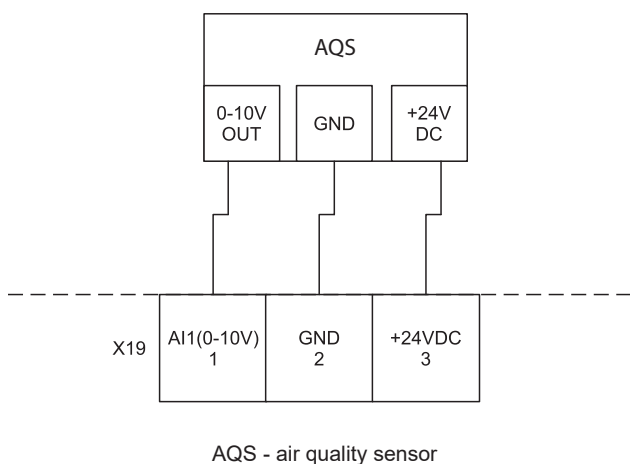 AQS
0-10V
OUT
GND
+24V
DC
X19
AI1(0-10V)
1
GND
2
+24VDC
3
AQS - air quality sensor